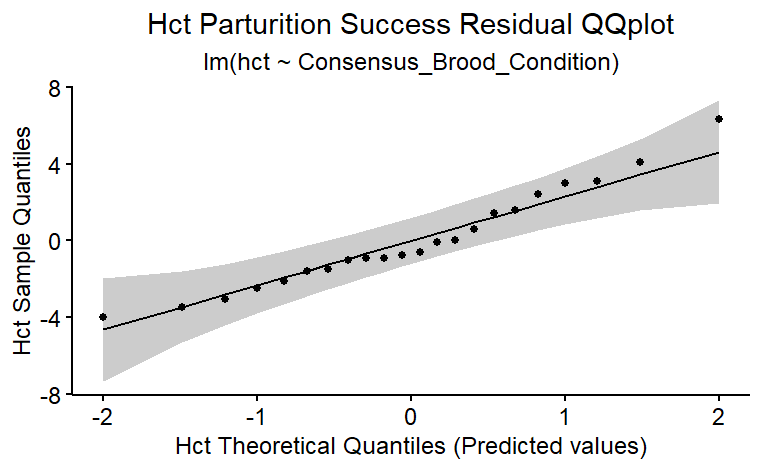 Hct Parturition Success Residual QQplot
lm(hct ~ Consensus_Brood_Condition)
8
4
0
-4
-8
Hct Sample Quantiles
-2
-1
0
1
2
Hct Theoretical Quantiles (Predicted values)